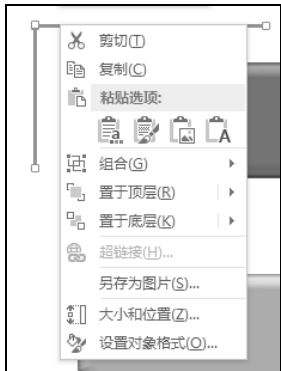 剪切(T)
复制(C)
粘贴选项:
a
A
组合(G)
置于顶层(R)
置于底层(K)
超链接(H)...
另存为图片(S)...
大小和位置(Z)...
设置对象格式(O)...